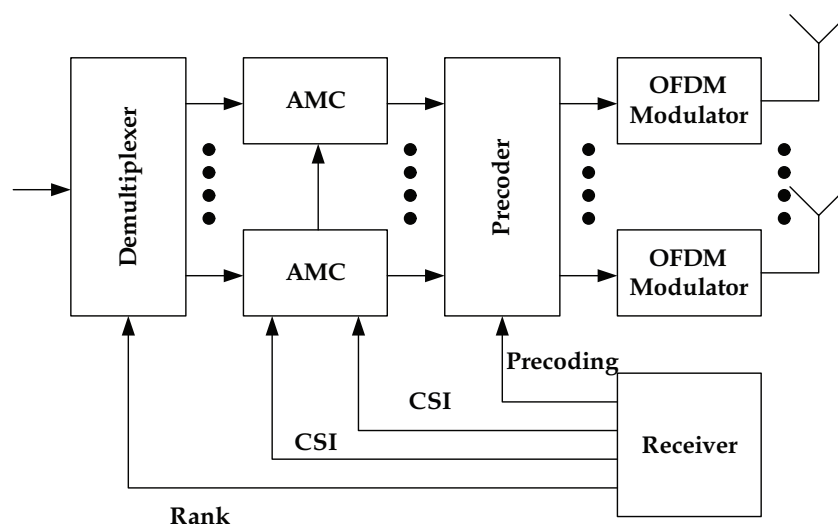 Demultiplexer
AMC
AMC
Precoder
OFDM
Modulator
OFDM
Modulator
Precoding
CSI
CSI
Receiver
Rank